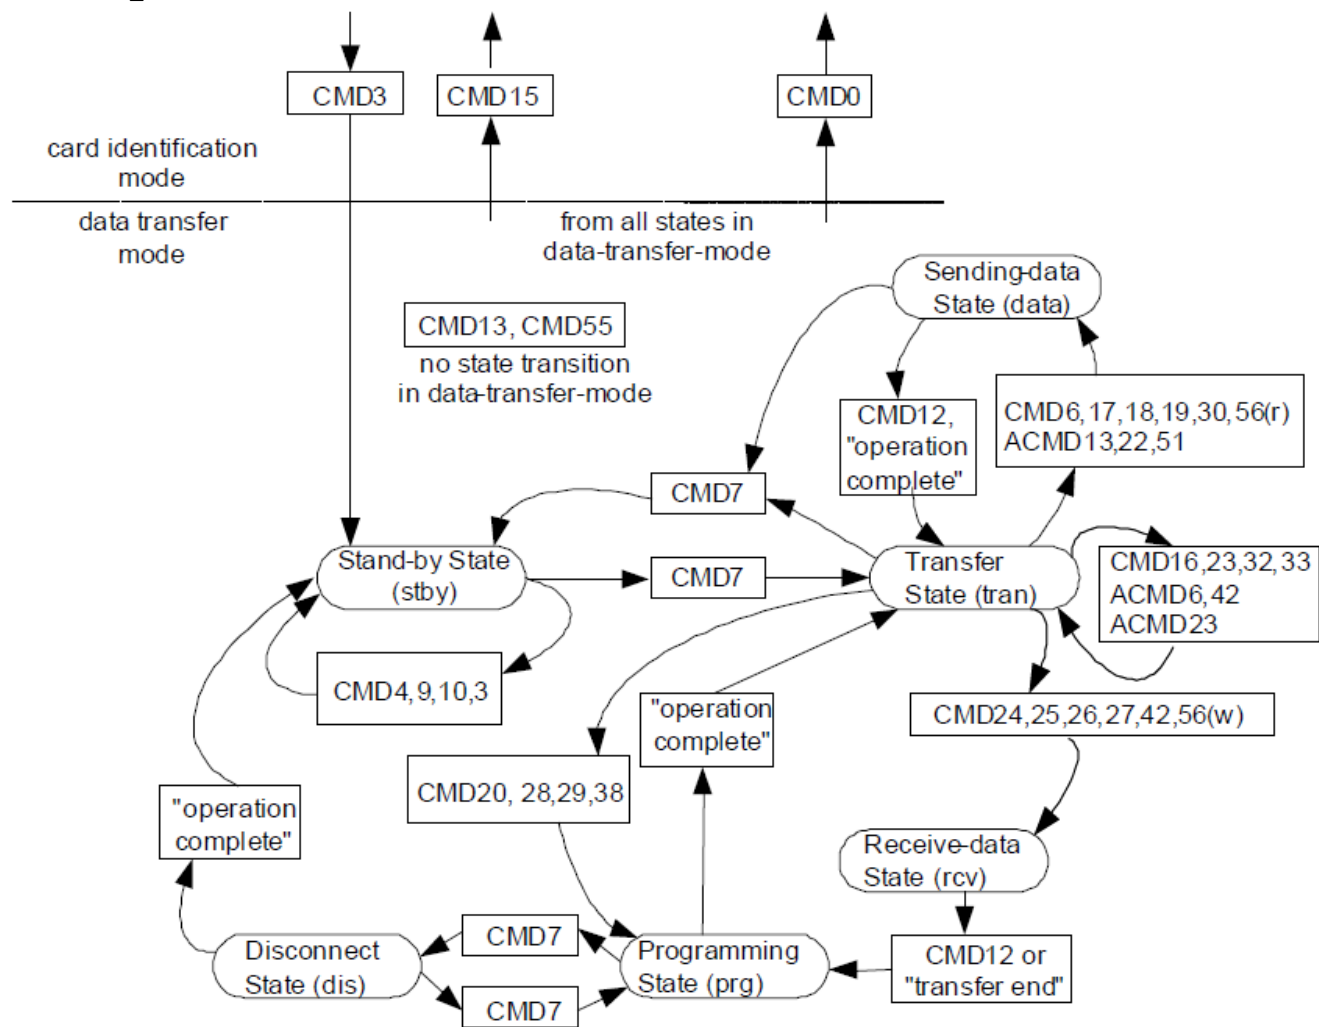 CMD3
CMD15
CMD0
card identification
mode
data transfer
mode
from all states in
data-transfer-mode
Sending-data
State (data)
CMD13, CMD55
no state transition
in data-transfer-mode
CMD12,
"operation
complete"
CMD6,17,18,19,30,56(r)
ACMD13,22,51
CMD7
Stand-by State
(stby)
CMD7
Transfer
State (tran)
CMD16,23,32,33
ACMD6,42
ACMD23
CMD4,9,10,3
"operation
complete"
CMD24,25,26,27,42,56(w)
CMD20, 28,29,38
"operation
complete"
Receive-data
State (rcv)
CMD7
Disconnect
State (dis)
Programming
State (prg)
CMD12 or
"transfer end"
CMD7